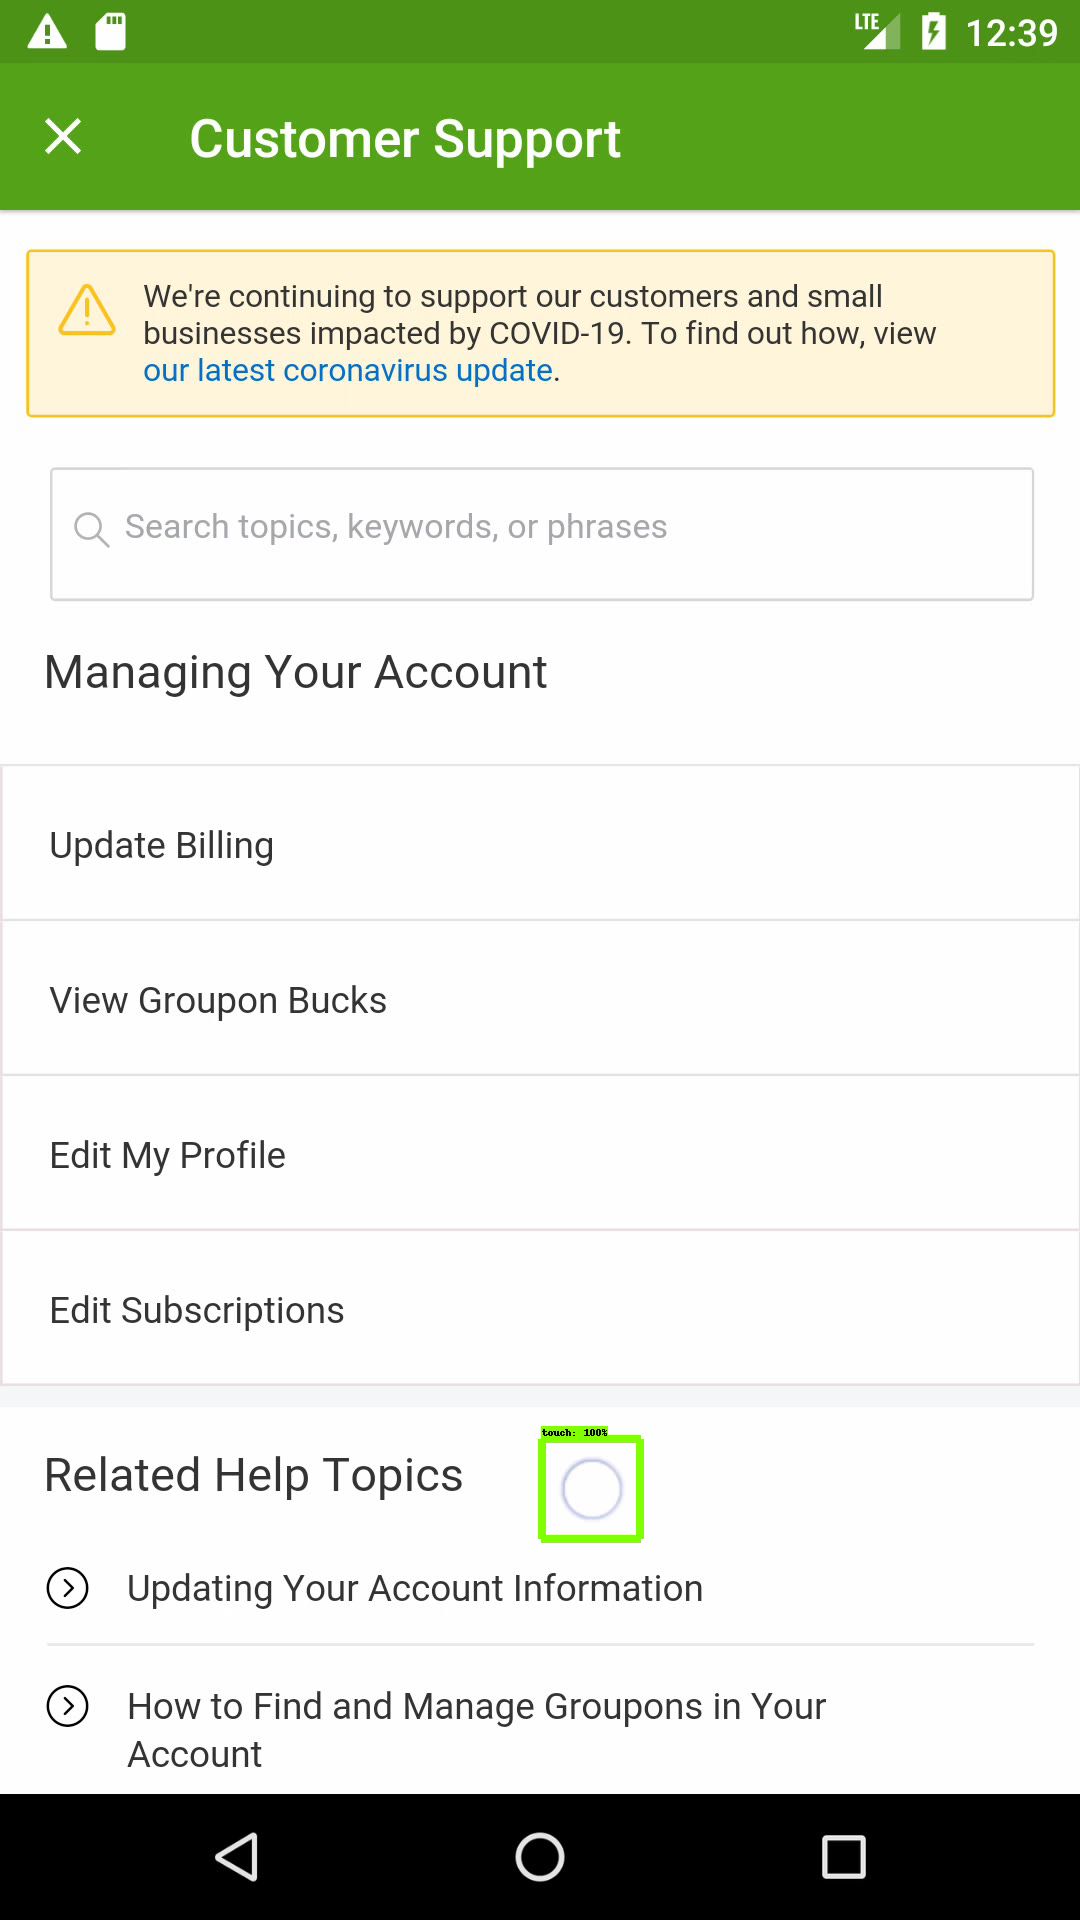 LTE 12:39
Customer Support
We're continuing to support our customers and small
businesses impacted by COVID-19. To find out how, view
our latest coronavirus update.
Search topics, keywords, or phrases
Managing Your Account
Update Billing
View Groupon Bucks
Edit My Profile
Edit Subscriptions
touch: 100%
Related Help Topics
Updating Your Account Information
How to Find and Manage Groupons in Your
Account